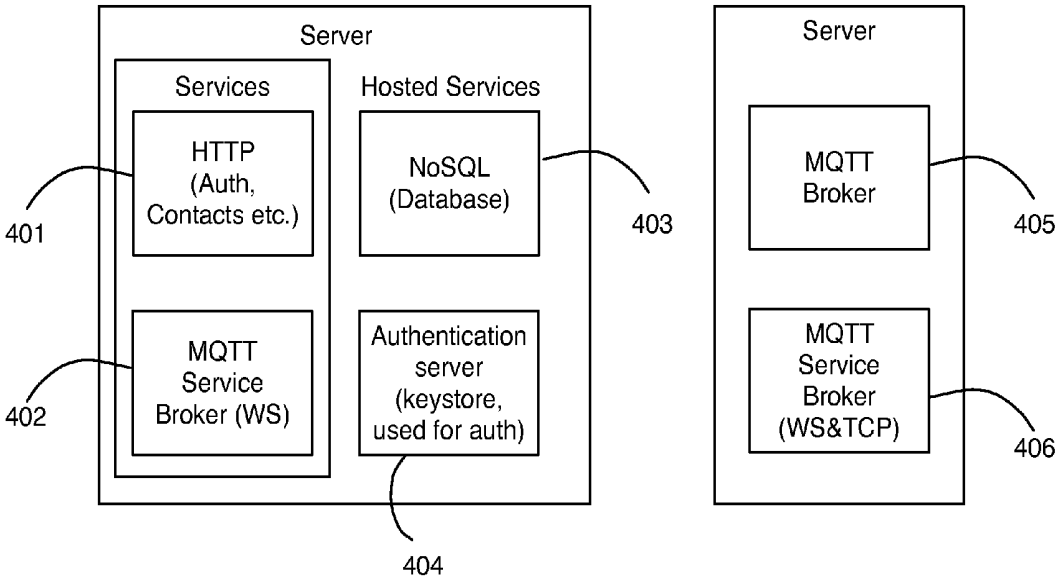 Server
Services
HTTP
(Auth,
Contacts etc.)
401
MQTT
Service
Broker (WS)
402
Hosted Services
NoSQL
(Database)
403
Authentication
server
(keystore,
used for auth)
404
Server
MQTT
Broker
405
MQTT
Service
Broker
(WS&TCP)
406